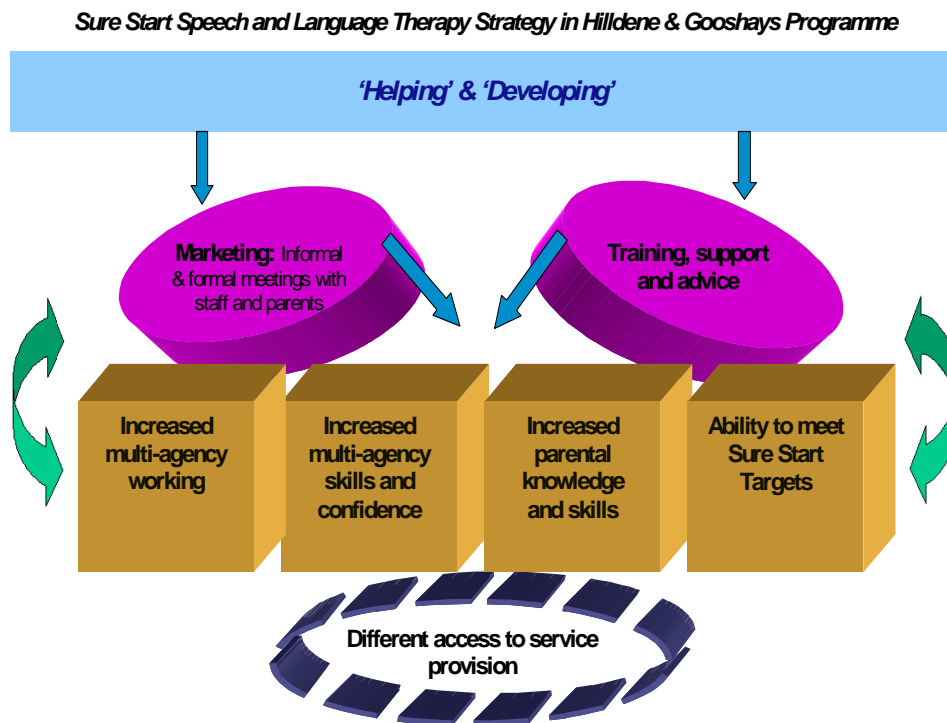 Sure Start Speech and Language Therapy Strategy in Hilldene & Gooshays Programme
‘Helping’ & ‘Developing’
Marketing: Informal
& formal meetings with
staff and parents
Training, support
and advice
Increased
multi-agency
working
Increased
multi-agency
skills and
confidence
Increased
parental
knowledge
and skills
Ability to meet
Sure Start
Targets
Different access to service
provision